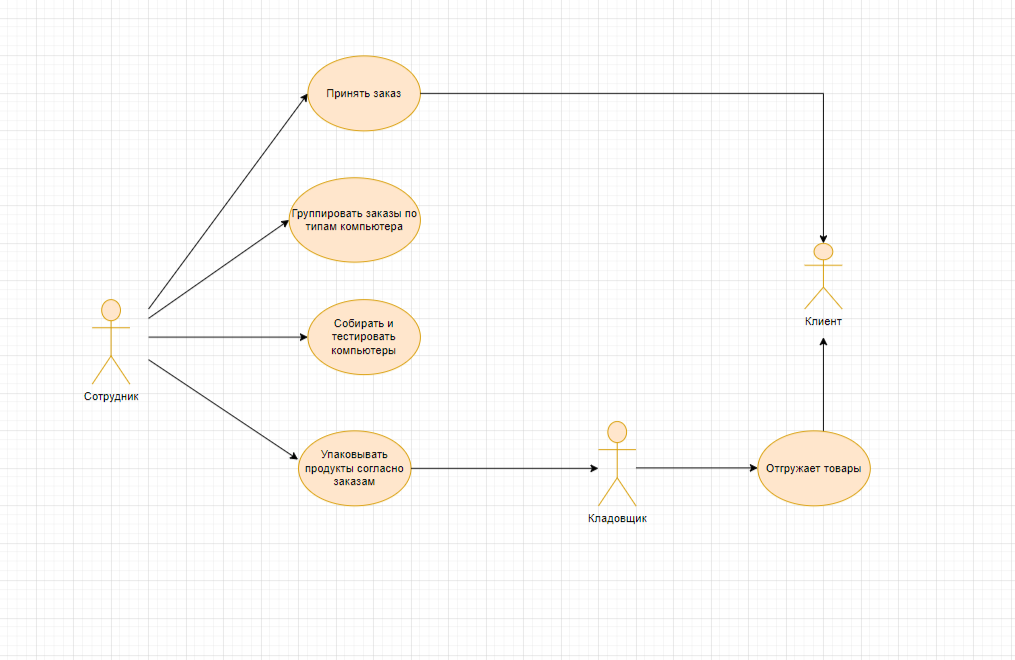 Принять заказ
Группировать заказы по
типам компьютера
Клиент
Собирать и
тестировать
компьютеры
Сотрудник
Упаковывать
продукты согласно
заказам
Кладовщик
Отгружает товары